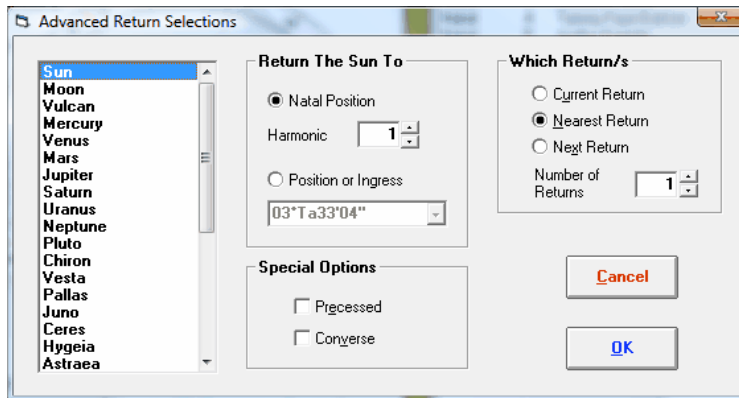 Advanced Return Selections
Sun
Moon
Vulcan
Mercury
Venus
Mars
Jupiter
Saturn
Uranus
Neptune
Pluto
Chiron
Vesta
Pallas
Juno
Ceres
Hygeia
Astraea
Return The Sun To
Natal Position
Harmonic 1
Position or Ingress
03°Ta33'04"
Special Options
Precessed
Converse
Which Return/s
Current Return
Nearest Return
Next Return
Number of
Returns 1
Cancel
OK